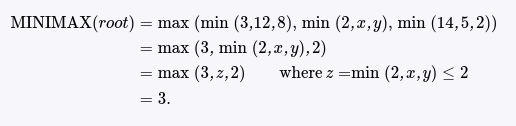 MINIMAX(root) = max (min (3,12,8), min (2,x,y), min (14,5,2))
= max (3, min (2,x,y),2)
= max (3,z,2) where z =min (2,x,y) ≤ 2
= 3.